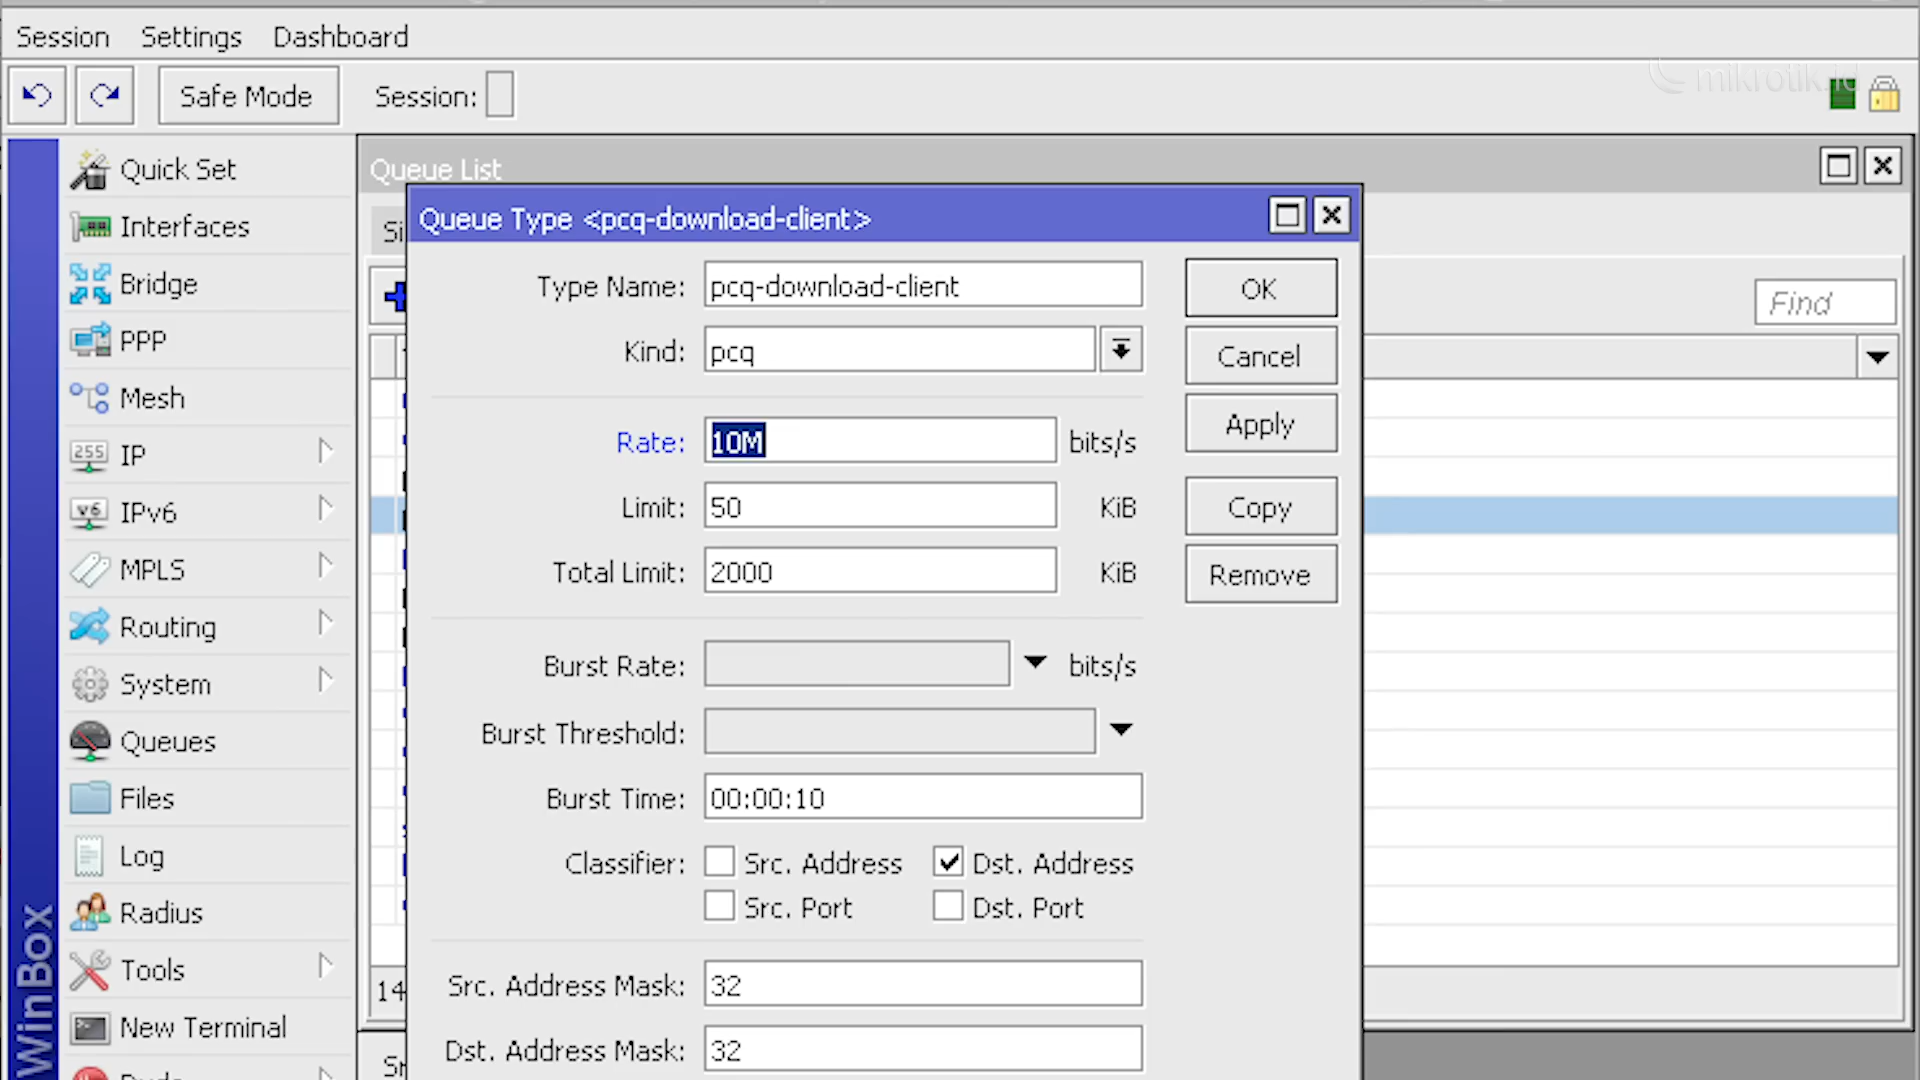 Session Settings Dashboard
Safe Mode Session:
mikrotik.id
Quick Set
Interfaces
Bridge
PPP
Mesh
IP
IPv6
MPLS
Routing
System
Queues
Files
Log
Radius
Tools
New Terminal
WinBox
Queue List
Find
Queue Type <pcq-download-client>
Type Name: pcq-download-client
Kind: pcq
Rate: 10M bits/s
Limit: 50 KiB
Total Limit: 2000 KiB
Burst Rate: bits/s
Burst Threshold:
Burst Time: 00:00:10
Classifier: Src. Address Dst. Address
Src. Port Dst. Port
Src. Address Mask: 32
Dst. Address Mask: 32
OK
Cancel
Apply
Copy
Remove
14